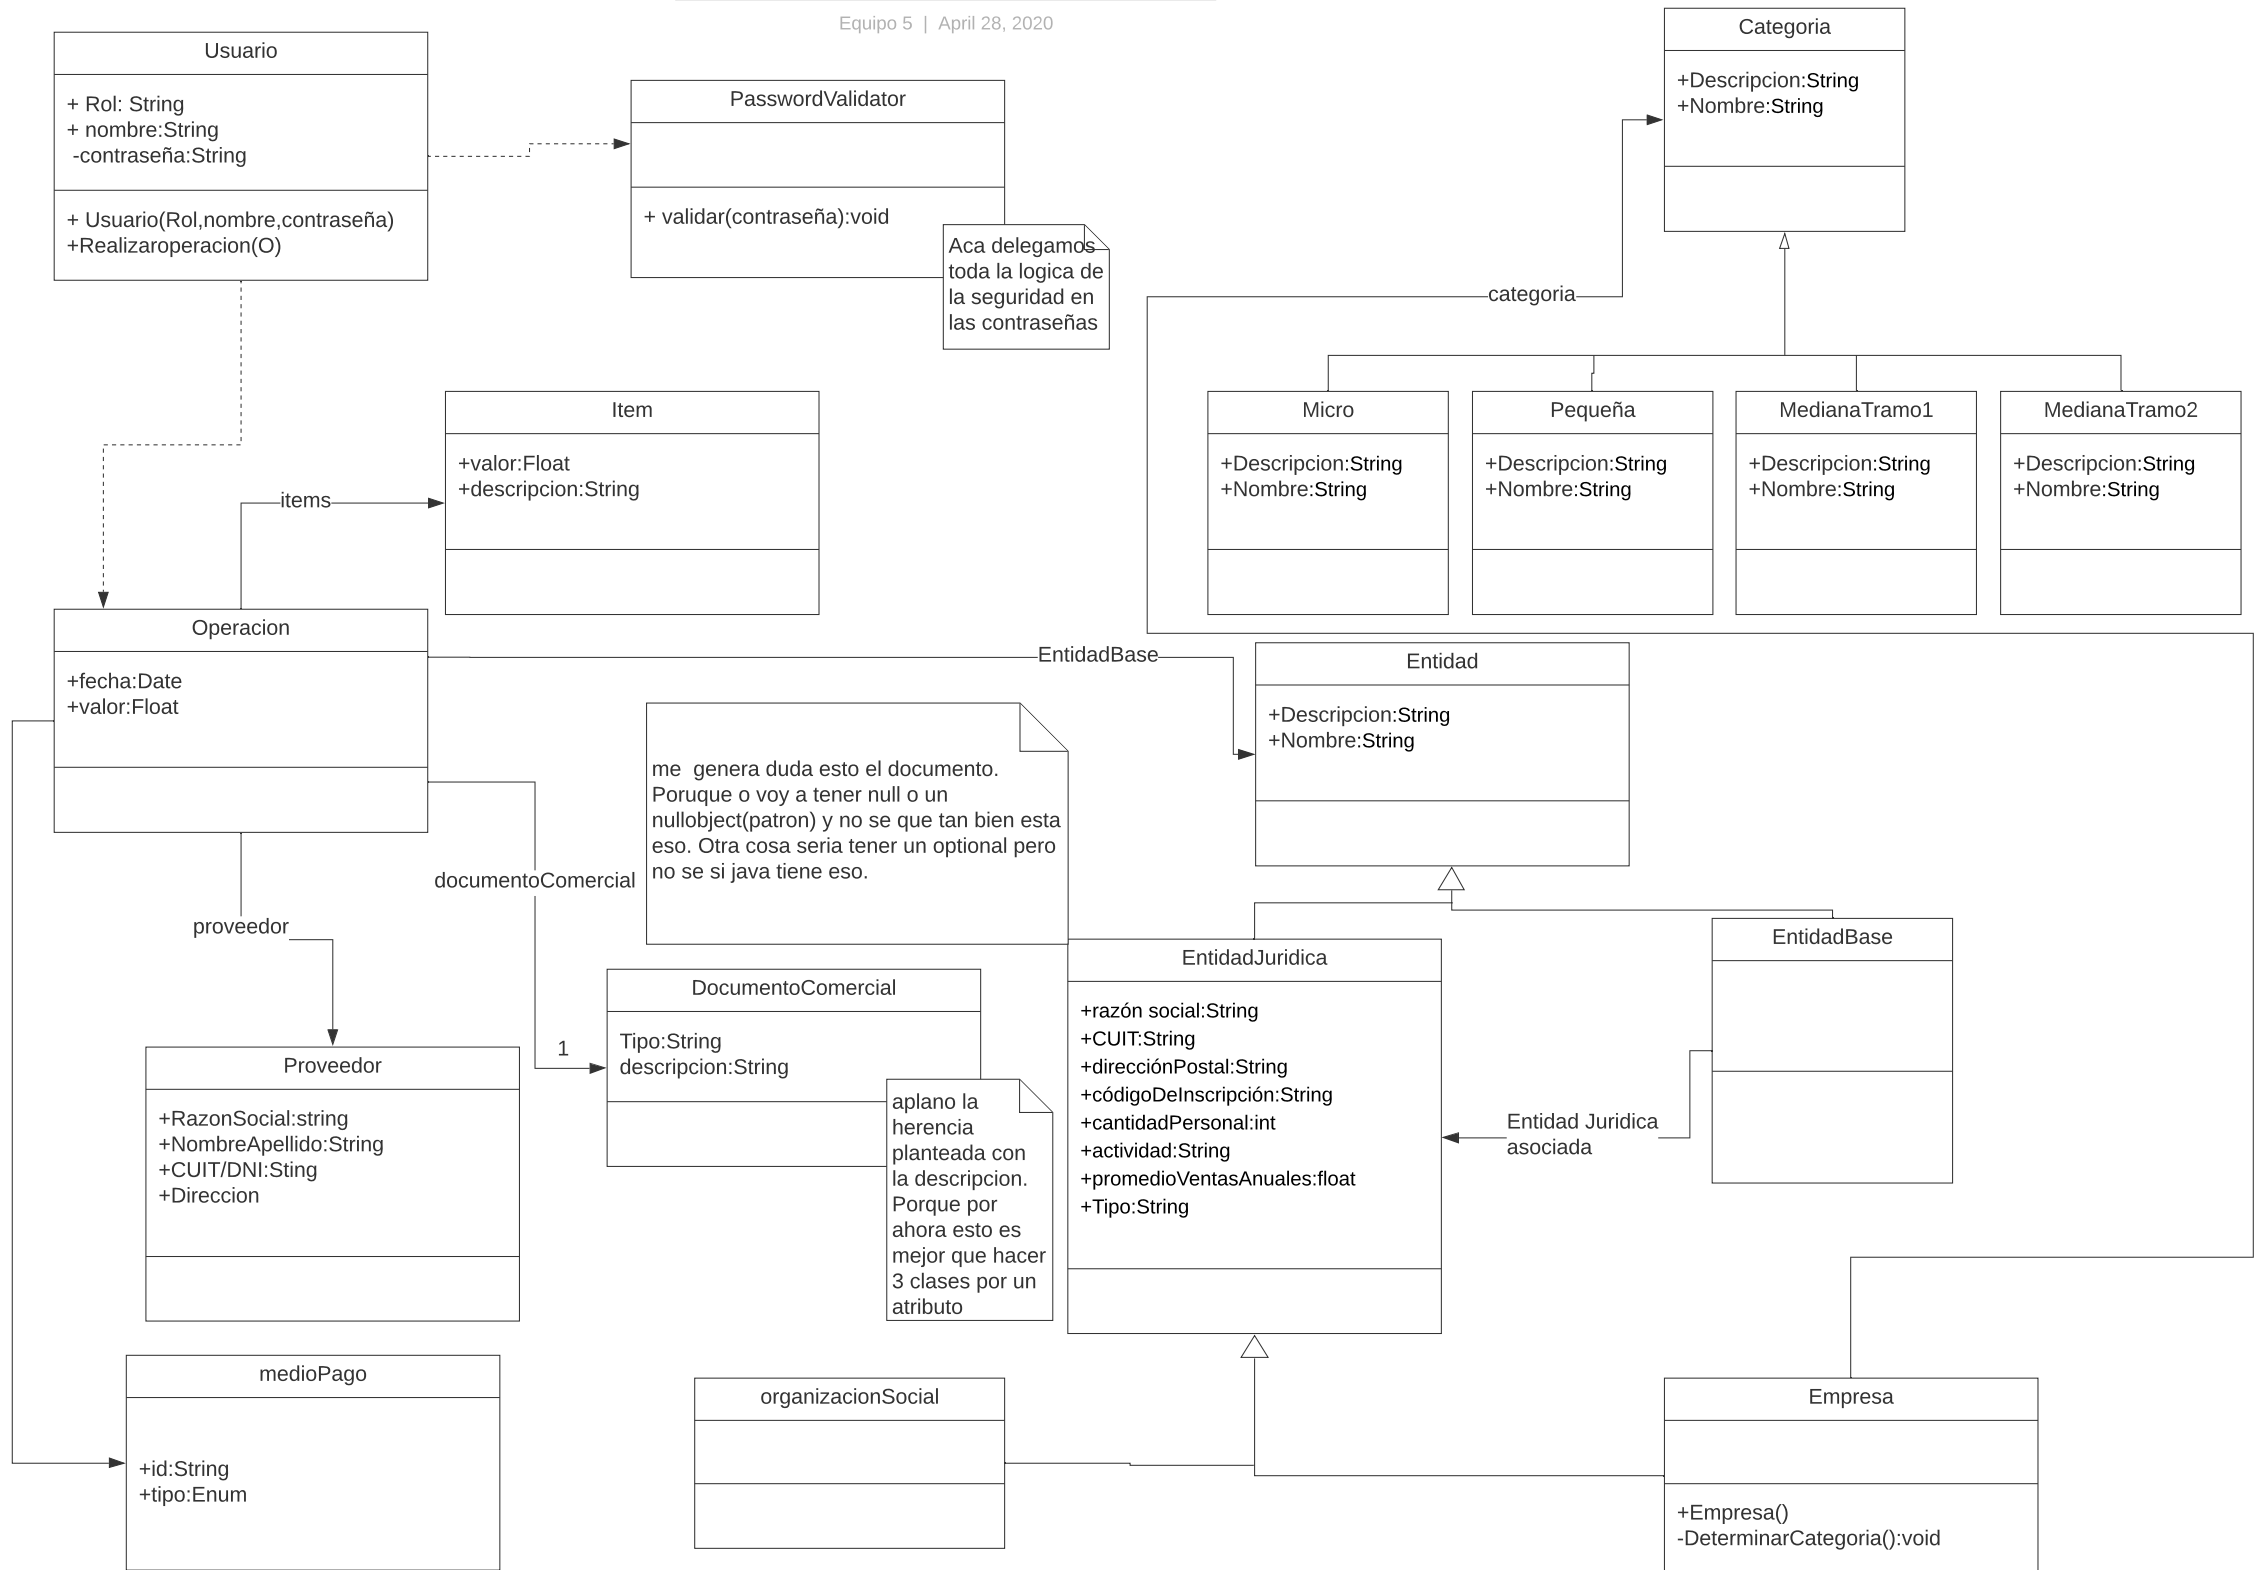 Equipo 5 | April 28, 2020
Usuario
+ Rol: String
+ nombre:String
-contraseña:String
+ Usuario(Rol,nombre,contraseña)
+Realizaroperacion(O)
PasswordValidator
+ validar(contraseña):void
Aca delegamos
toda la logica de
la seguridad en
las contraseñas
Categoria
+Descripcion:String
+Nombre:String
categoria
Item
+valor:Float
+descripcion:String
items
Micro
+Descripcion:String
+Nombre:String
Pequeña
+Descripcion:String
+Nombre:String
MedianaTramo1
+Descripcion:String
+Nombre:String
MedianaTramo2
+Descripcion:String
+Nombre:String
Operacion
+fecha:Date
+valor:Float
EntidadBase
Entidad
+Descripcion:String
+Nombre:String
me  genera duda esto el documento.
Poruque o voy a tener null o un
nullobject(patron) y no se que tan bien esta
eso. Otra cosa seria tener un optional pero
no se si java tiene eso.
documentoComercial
proveedor
1
DocumentoComercial
Tipo:String
descripcion:String
aplano la
herencia
planteada con
la descripcion.
Porque por
ahora esto es
mejor que hacer
3 clases por un
atributo
EntidadJuridica
+razón social:String
+CUIT:String
+direcciónPostal:String
+códigoDeInscripción:String
+cantidadPersonal:int
+actividad:String
+promedioVentasAnuales:float
+Tipo:String
EntidadBase
Entidad Juridica
asociada
Proveedor
+RazonSocial:string
+NombreApellido:String
+CUIT/DNI:Sting
+Direccion
medioPago
+id:String
+tipo:Enum
organizacionSocial
Empresa
+Empresa()
-DeterminarCategoria():void